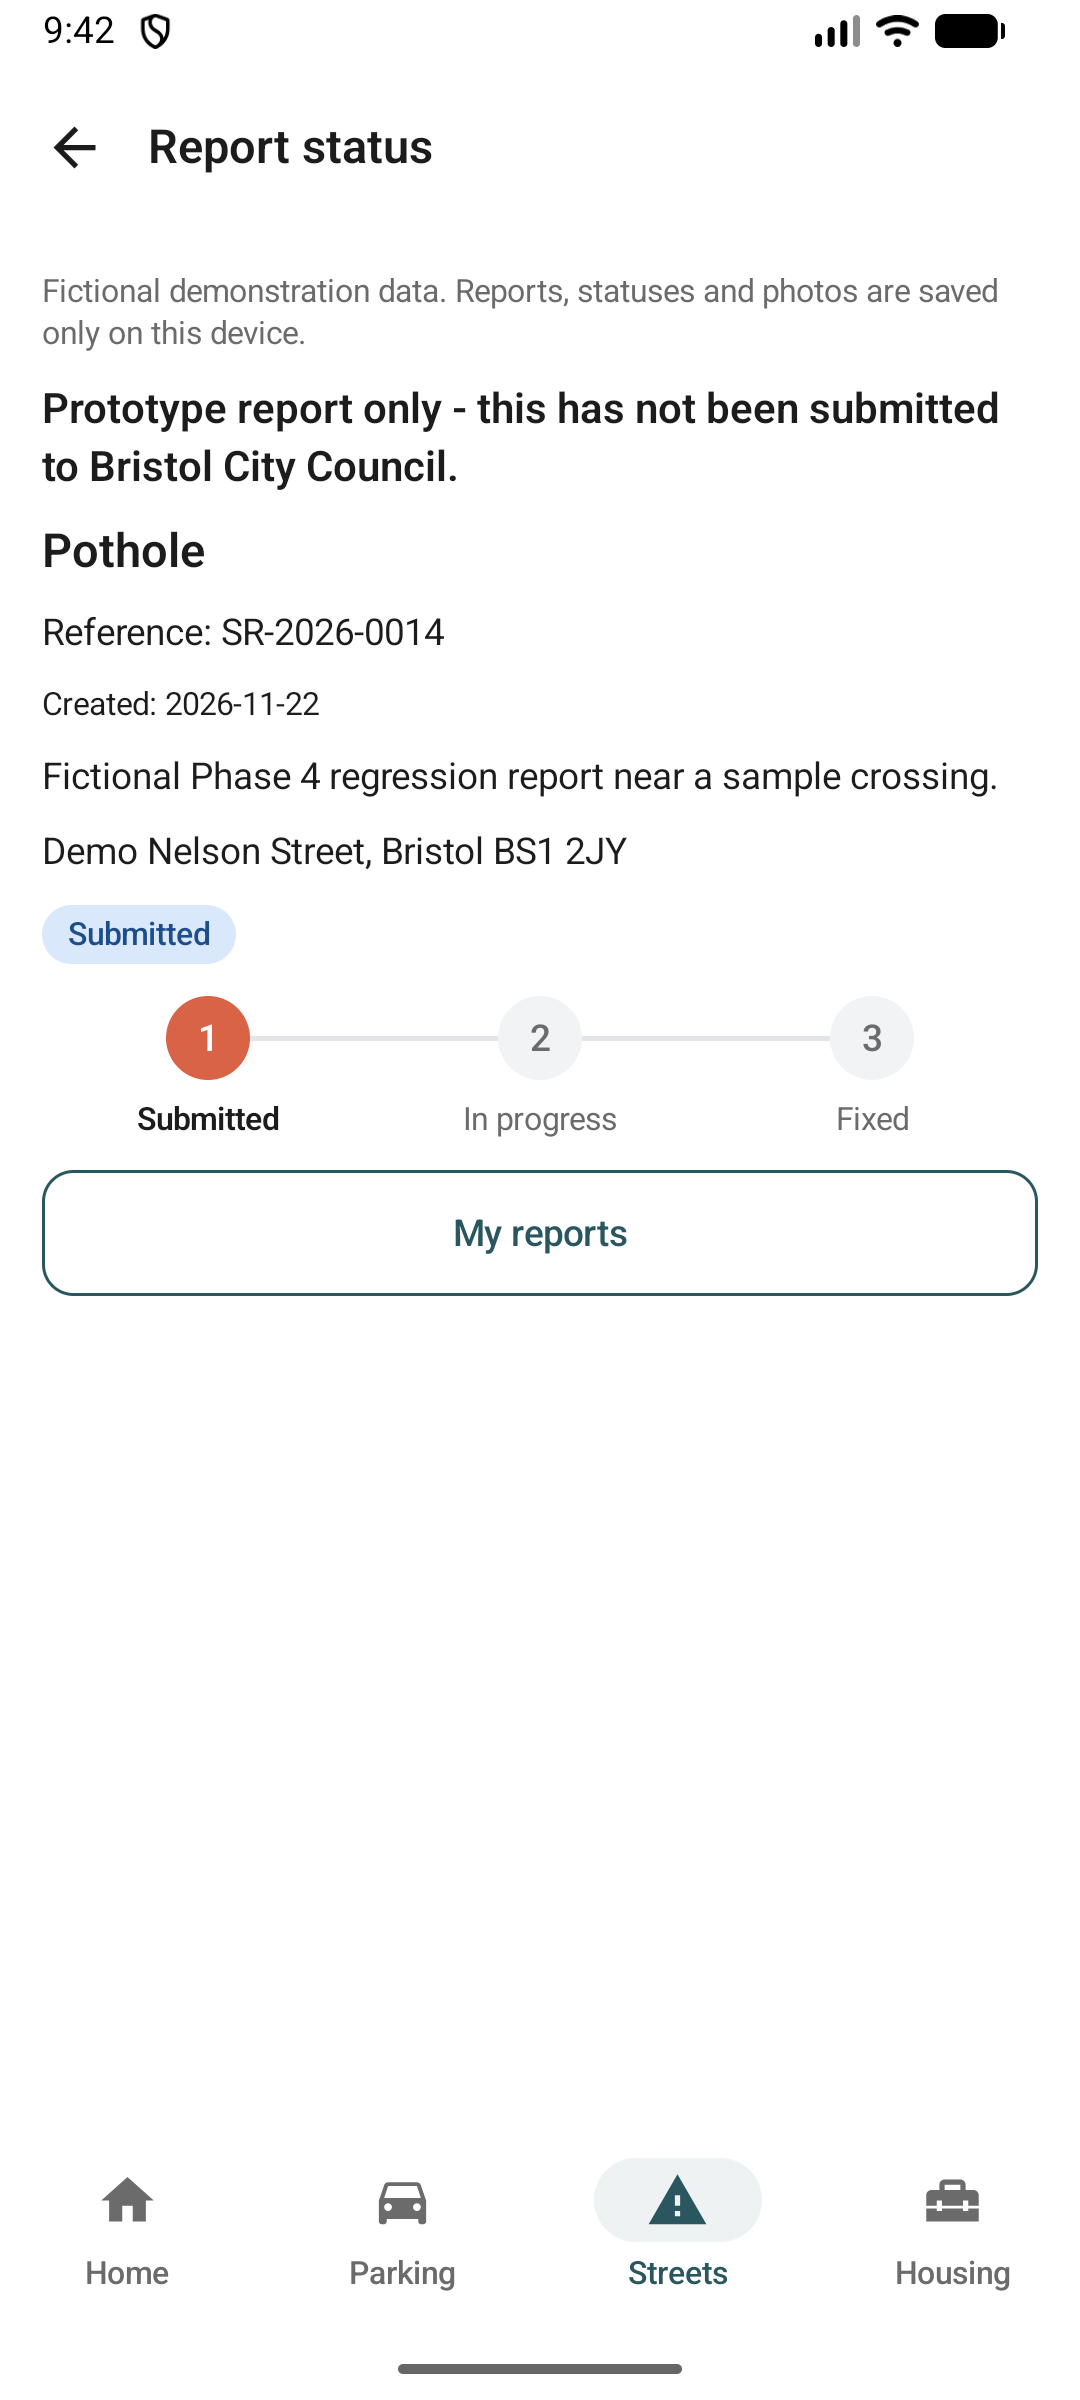 9:42
Report status
Fictional demonstration data. Reports, statuses and photos are saved
only on this device.
Prototype report only - this has not been submitted
to Bristol City Council.
Pothole
Reference: SR-2026-0014
Created: 2026-11-22
Fictional Phase 4 regression report near a sample crossing.
Demo Nelson Street, Bristol BS1 2JY
Submitted
1 2 3
Submitted In progress Fixed
My reports
Home Parking Streets Housing